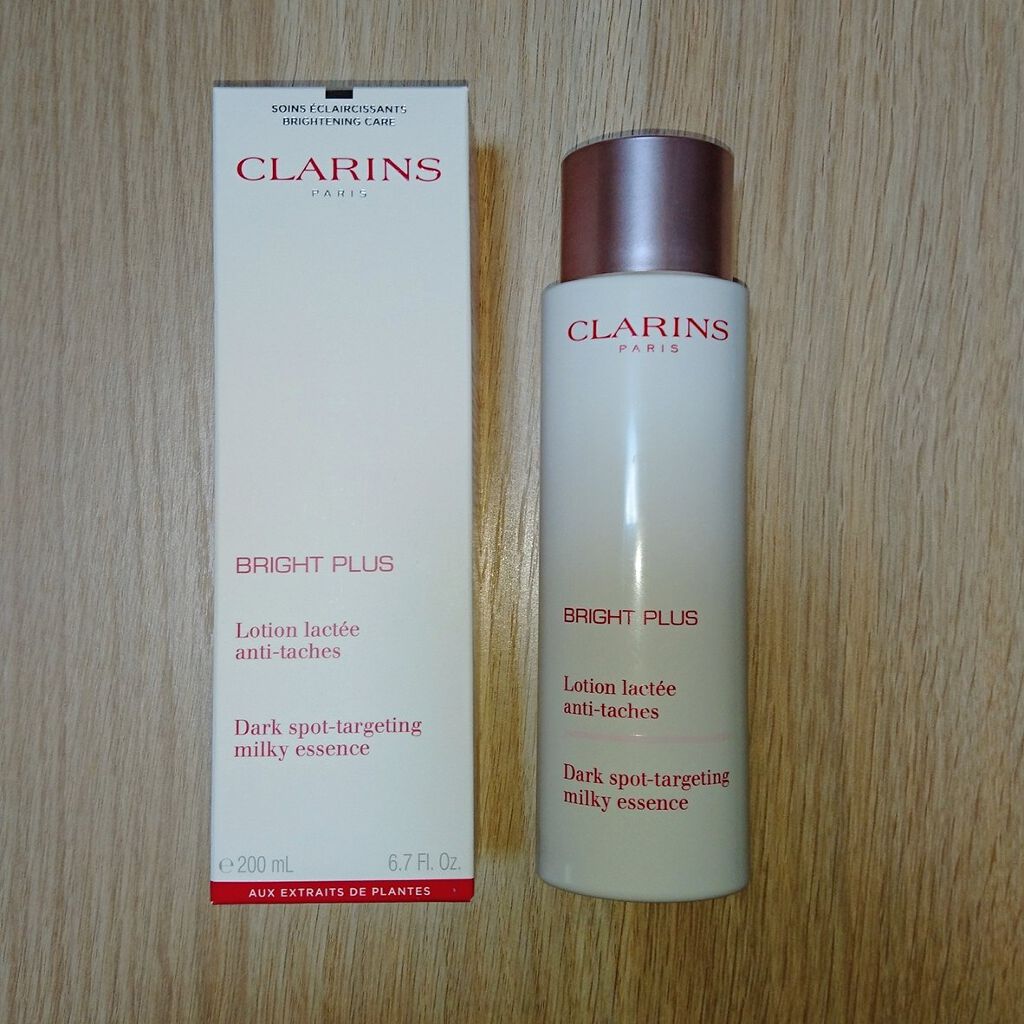 SOINS ÉCLAIRCISSANTS
BRIGHTENING CARE
CLARINS
PARIS
BRIGHT PLUS
Lotion lactée
anti-taches
Dark spot-targeting
milky essence
℮ 200 mL 6.7 Fl. Oz.
AUX EXTRAITS DE PLANTES
CLARINS
PARIS
BRIGHT PLUS
Lotion lactée
anti-taches
Dark spot-targeting
milky essence